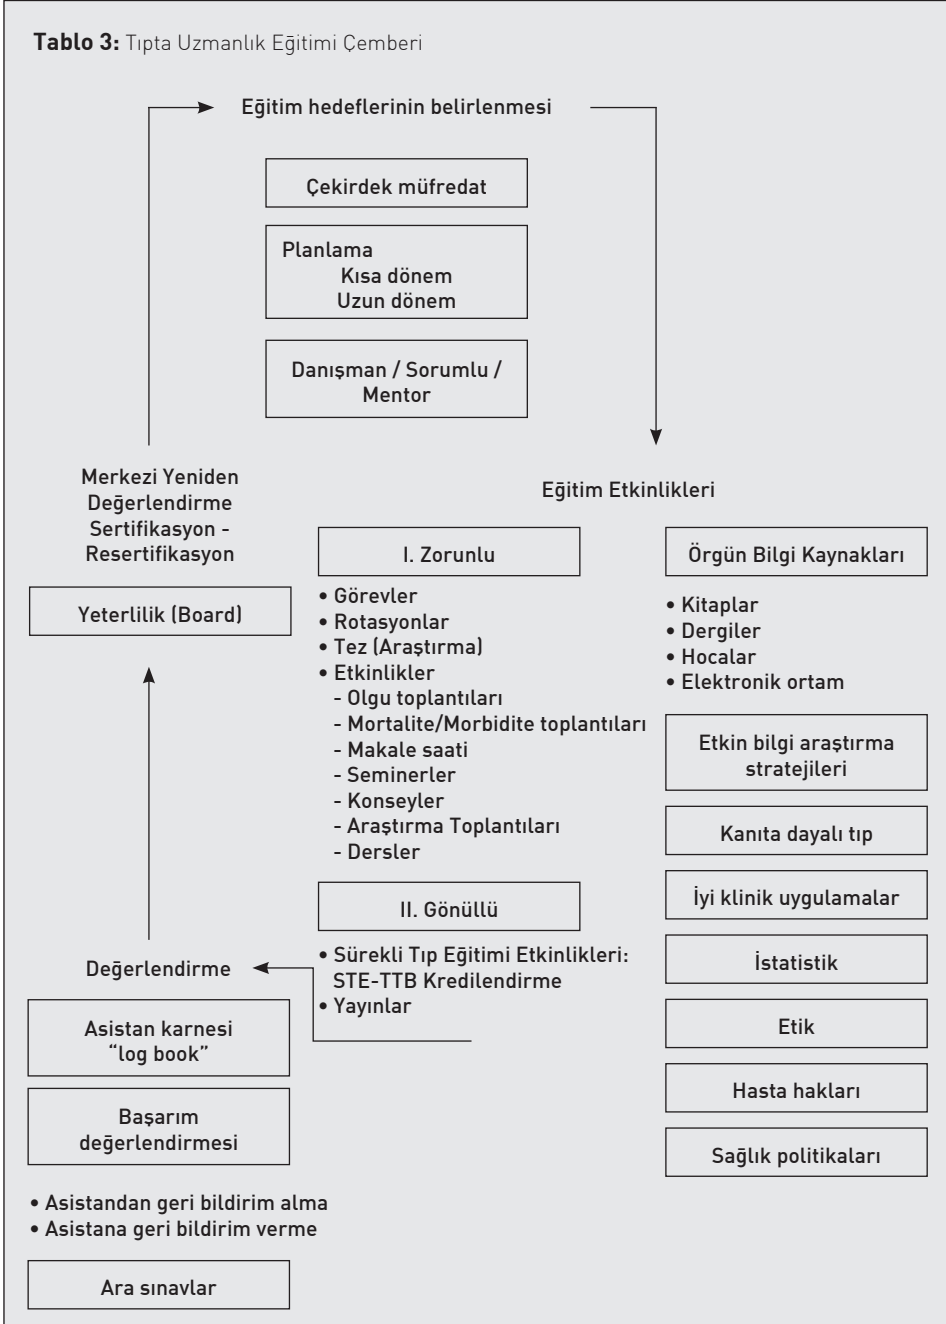 Tablo 3: Tıpta Uzmanlık Eğitimi Çemberi
Eğitim hedeflerinin belirlenmesi
Çekirdek müfredat
Planlama
Kısa dönem
Uzun dönem
Danışman / Sorumlu /
Mentor
Merkezi Yeniden
Değerlendirme
Sertifikasyon -
Resertifikasyon
Yeterlilik (Board)
Eğitim Etkinlikleri
I. Zorunlu
• Görevler
• Rotasyonlar
• Tez (Araştırma)
• Etkinlikler
- Olgu toplantıları
- Mortalite/Morbidite toplantıları
- Makale saati
- Seminerler
- Konseyler
- Araştırma Toplantıları
- Dersler
II. Gönüllü
• Sürekli Tıp Eğitimi Etkinlikleri:
STE-TTB Kredilendirme
• Yayınlar
Örgün Bilgi Kaynakları
• Kitaplar
• Dergiler
• Hocalar
• Elektronik ortam
Etkin bilgi araştırma
stratejileri
Kanıta dayalı tıp
İyi klinik uygulamalar
İstatistik
Etik
Hasta hakları
Sağlık politikaları
Değerlendirme
Asistan karnesi
“log book”
Başarım
değerlendirmesi
• Asistandan geri bildirim alma
• Asistana geri bildirim verme
Ara sınavlar